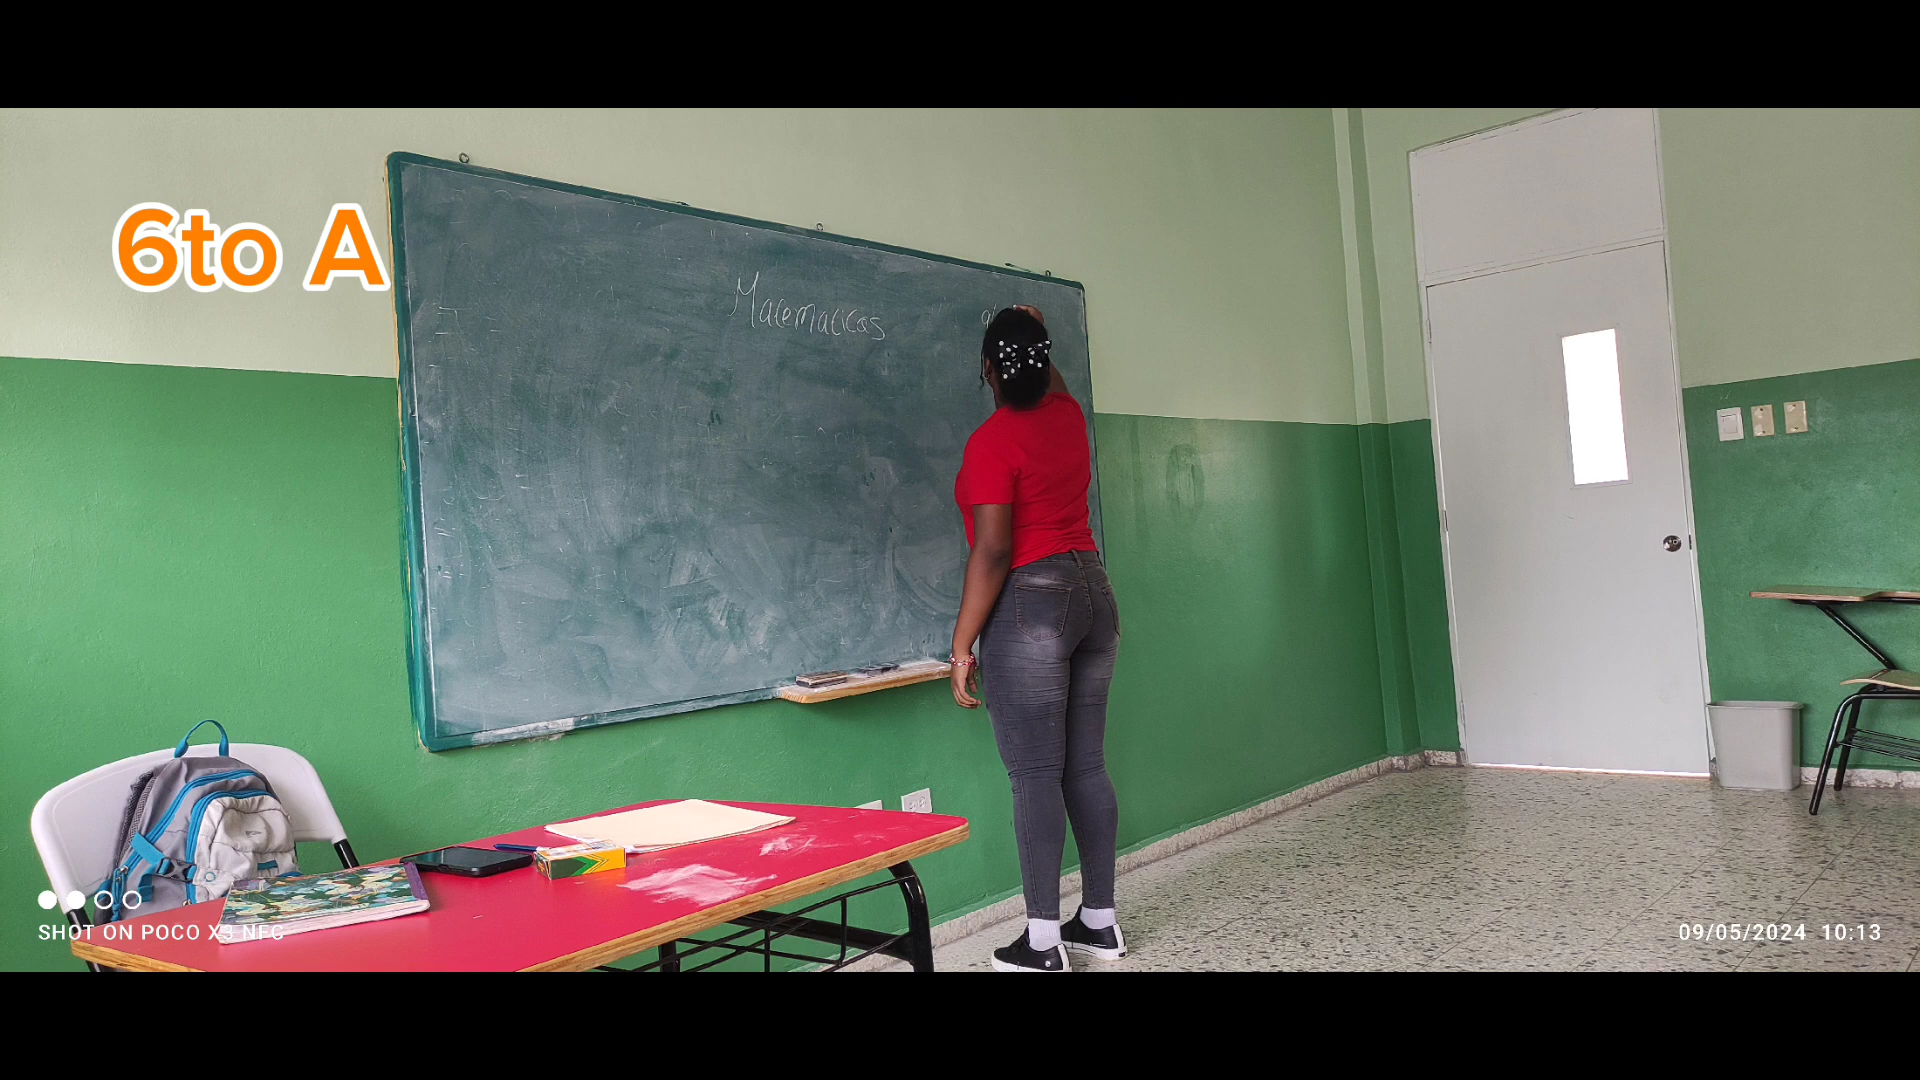 6to A
Matematicas
SHOT ON POCO X3 NFC
09/05/2024 10:13